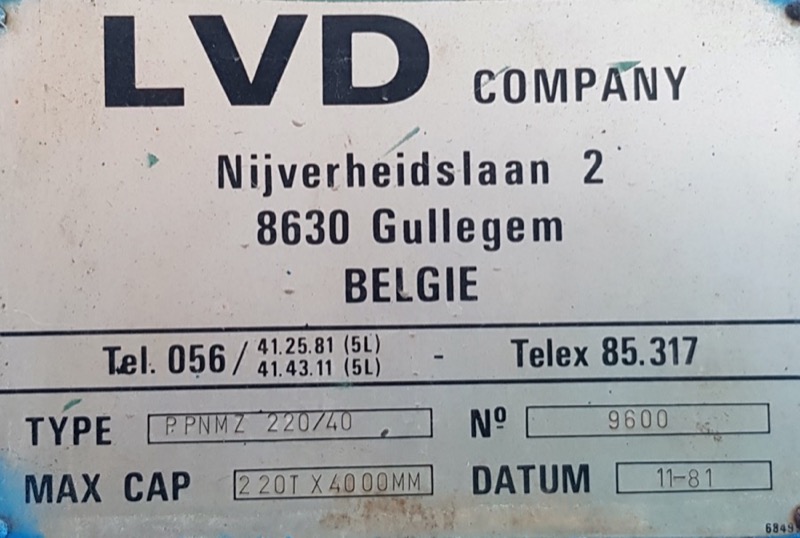 LVD COMPANY
Nijverheidslaan 2
8630 Gullegem
BELGIE
Tel. 056/ 41.25.81 (5L) - Telex 85.317
41.43.11 (5L)
TYPE PPNMZ 220/40 Nº 9600
MAX CAP 220T X 4000MM DATUM 11-81